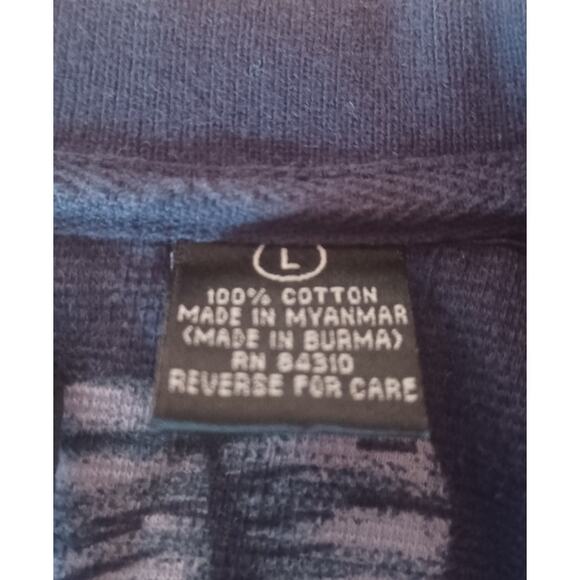 L
100% COTTON
MADE IN MYANMAR
(MADE IN BURMA)
RN 84310
REVERSE FOR CARE